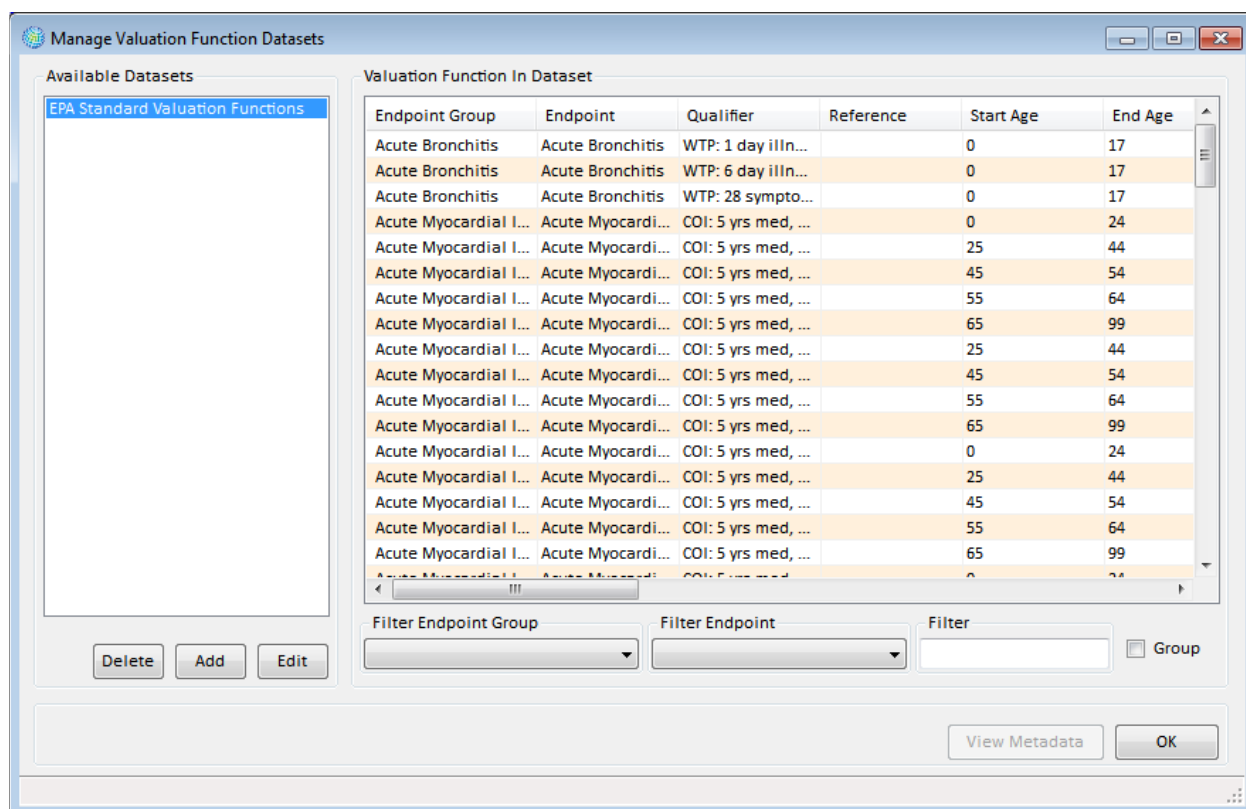 Manage Valuation Function Datasets
Available Datasets
EPA Standard Valuation Functions
Delete Add Edit
Valuation Function In Dataset
Endpoint Group Endpoint Qualifier Reference Start Age End Age
Acute Bronchitis Acute Bronchitis WTP: 1 day illn... 0 17
Acute Bronchitis Acute Bronchitis WTP: 6 day illn... 0 17
Acute Bronchitis Acute Bronchitis WTP: 28 sympto... 0 17
Acute Myocardial I... Acute Myocardi... COI: 5 yrs med, ... 0 24
Acute Myocardial I... Acute Myocardi... COI: 5 yrs med, ... 25 44
Acute Myocardial I... Acute Myocardi... COI: 5 yrs med, ... 45 54
Acute Myocardial I... Acute Myocardi... COI: 5 yrs med, ... 55 64
Acute Myocardial I... Acute Myocardi... COI: 5 yrs med, ... 65 99
Acute Myocardial I... Acute Myocardi... COI: 5 yrs med, ... 25 44
Acute Myocardial I... Acute Myocardi... COI: 5 yrs med, ... 45 54
Acute Myocardial I... Acute Myocardi... COI: 5 yrs med, ... 55 64
Acute Myocardial I... Acute Myocardi... COI: 5 yrs med, ... 65 99
Acute Myocardial I... Acute Myocardi... COI: 5 yrs med, ... 0 24
Acute Myocardial I... Acute Myocardi... COI: 5 yrs med, ... 25 44
Acute Myocardial I... Acute Myocardi... COI: 5 yrs med, ... 45 54
Acute Myocardial I... Acute Myocardi... COI: 5 yrs med, ... 55 64
Acute Myocardial I... Acute Myocardi... COI: 5 yrs med, ... 65 99
Filter Endpoint Group Filter Endpoint Filter
Group
View Metadata OK